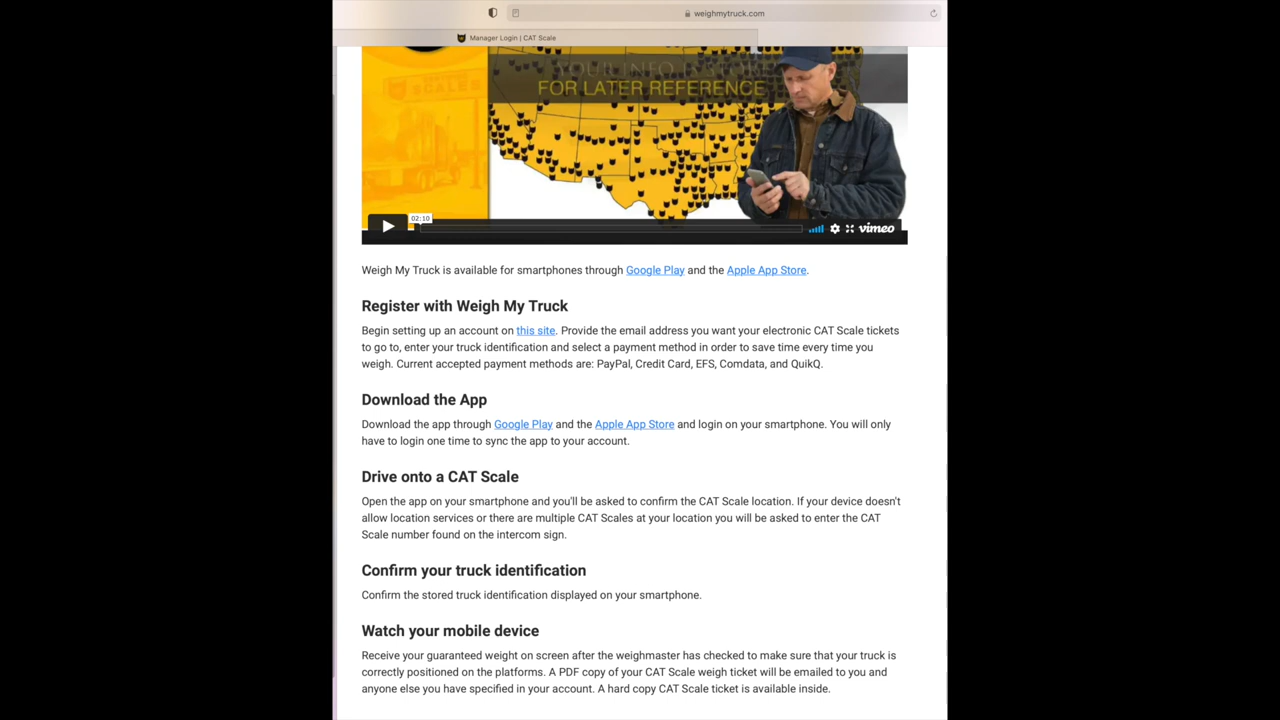 weighmytruck.com
Manager Login | CAT Scale
YOUR INFO IS STORED
FOR LATER REFERENCE
SCALES
02:10
vimeo
Weigh My Truck is available for smartphones through Google Play and the Apple App Store.
Register with Weigh My Truck
Begin setting up an account on this site. Provide the email address you want your electronic CAT Scale tickets
to go to, enter your truck identification and select a payment method in order to save time every time you
weigh. Current accepted payment methods are: PayPal, Credit Card, EFS, Comdata, and QuikQ.
Download the App
Download the app through Google Play and the Apple App Store and login on your smartphone. You will only
have to login one time to sync the app to your account.
Drive onto a CAT Scale
Open the app on your smartphone and you'll be asked to confirm the CAT Scale location. If your device doesn't
allow location services or there are multiple CAT Scales at your location you will be asked to enter the CAT
Scale number found on the intercom sign.
Confirm your truck identification
Confirm the stored truck identification displayed on your smartphone.
Watch your mobile device
Receive your guaranteed weight on screen after the weighmaster has checked to make sure that your truck is
correctly positioned on the platforms. A PDF copy of your CAT Scale weigh ticket will be emailed to you and
anyone else you have specified in your account. A hard copy CAT Scale ticket is available inside.